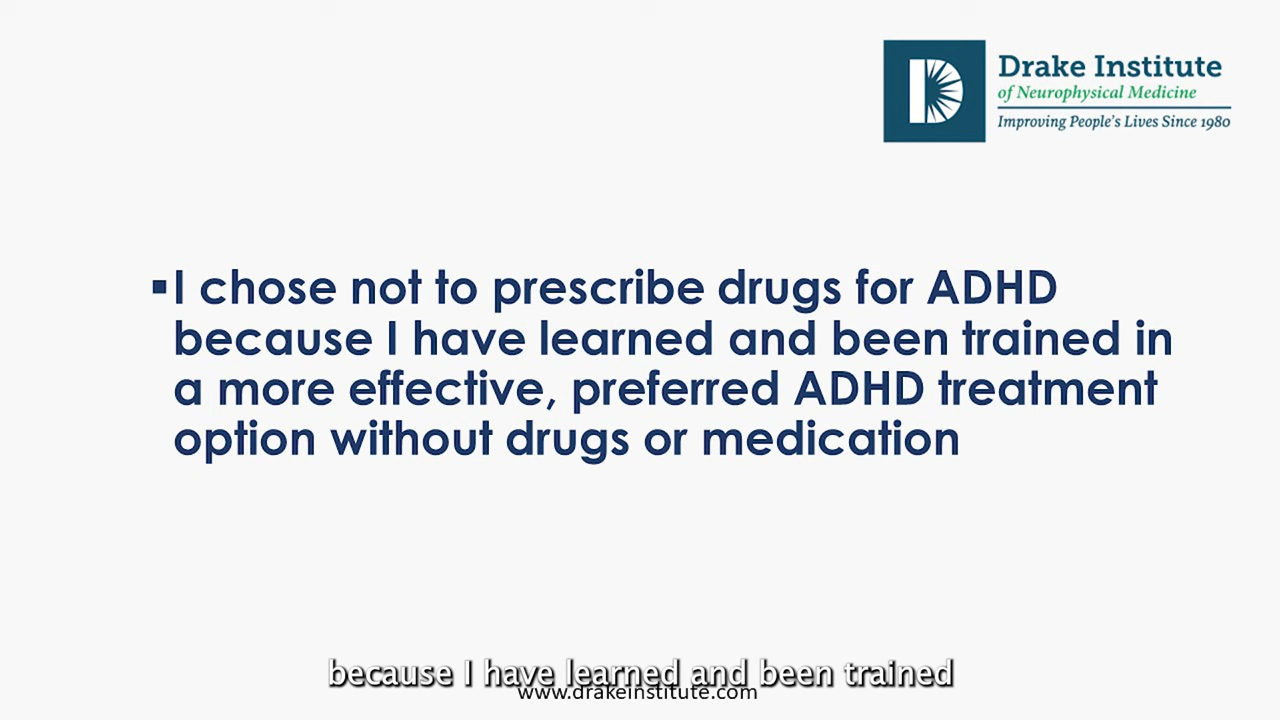 Drake Institute
of Neurophysical Medicine
Improving People's Lives Since 1980
▪I chose not to prescribe drugs for ADHD
because I have learned and been trained in
a more effective, preferred ADHD treatment
option without drugs or medication
because I have learned and been trained
www.drakeinstitute.com